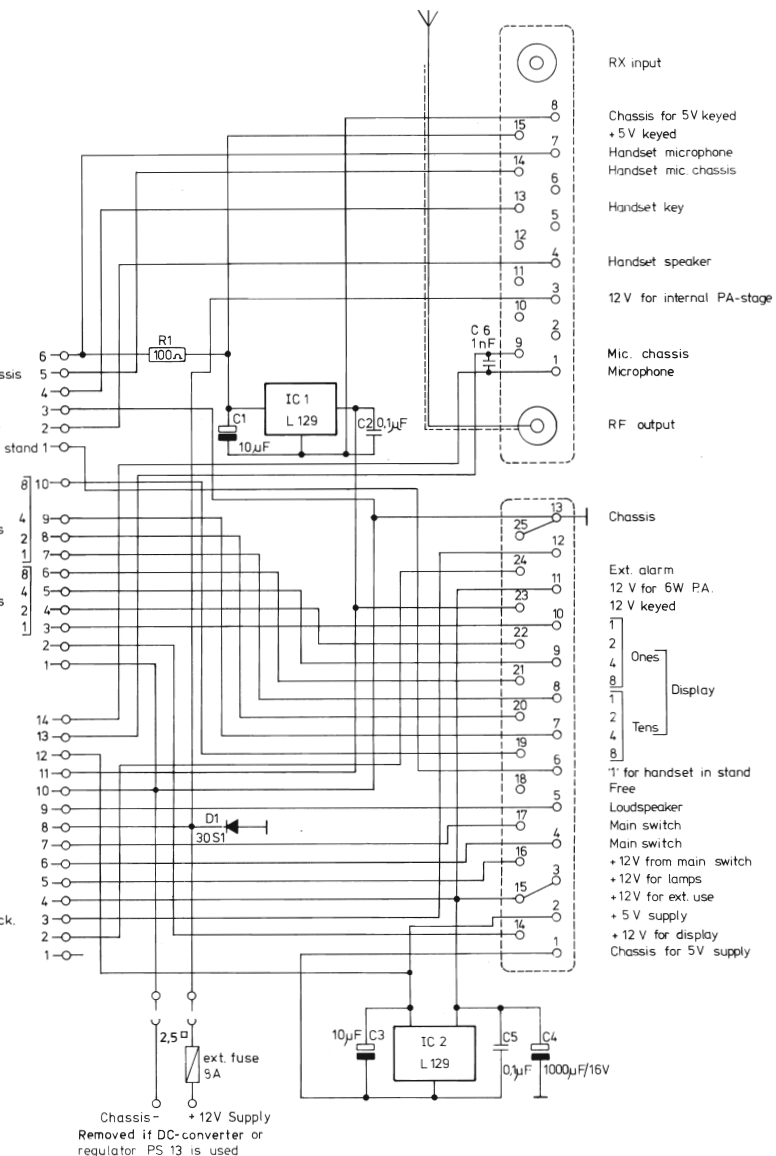 RX input
8
Chassis for 5V keyed
15
+ 5V keyed
7
Handset microphone
14
Handset mic. chassis
6
13
Handset key
5
12
4
Handset speaker
11
3
12 V for internal PA-stage
10
2
C 6
1nF
9
Mic. chassis
1
Microphone
R1
100Ω
6
ssis 5
4
3
2
stand 1
IC 1
L 129
C1
10µF
C2 0,1µF
RF output
8 10
4 9
2 8
1 7
8 6
4 5
2 4
1 3
2
1
13
Chassis
25
12
24
Ext. alarm
11
12 V for 6W P.A.
23
12 V keyed
10
1
22
2
Ones
9
4
21
8
Display
8
1
20
2
7
4
Tens
19
8
6
'1' for handset in stand
18
Free
5
Loudspeaker
17
Main switch
4
Main switch
16
+ 12V from main switch
3
+ 12V for lamps
15
+ 12V for ext. use
2
+ 5 V supply
14
+ 12 V for display
1
Chassis for 5V supply
14
13
12
11
10
9
8
D1
30S1
7
6
5
4
ck. 3
2
1
2,5
ext. fuse
8A
10µF C3
IC 2
L 129
C5
0,1µF
C4
1000µF/16V
Chassis -
+ 12V Supply
Removed if DC-converter or
regulator PS 13 is used